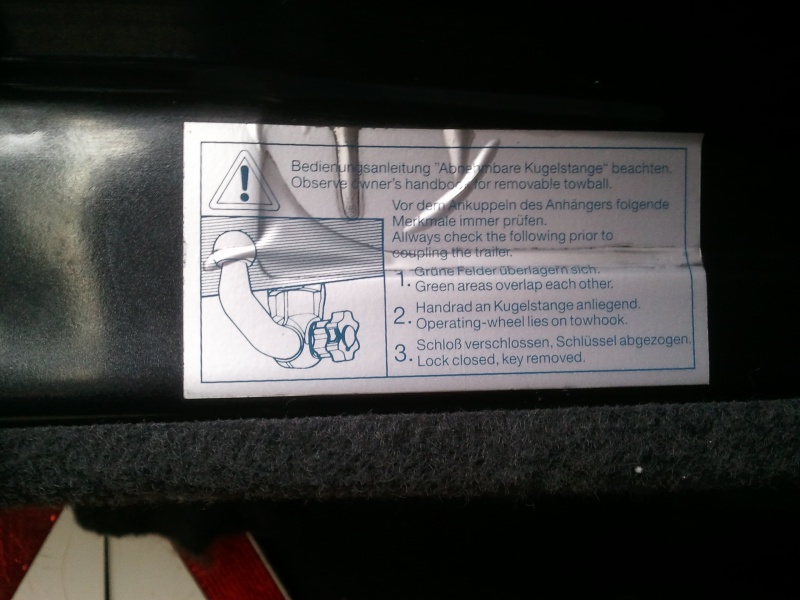 Bedienungsanleitung "Abnehmbare Kugelstange" beachten.
Observe owner's handbook for removable towball.
Vor dem Ankuppeln des Anhängers folgende
Merkmale immer prüfen.
Allways check the following prior to
coupling the trailer.
1. Grüne Felder überlagern sich.
Green areas overlap each other.
2. Handrad an Kugelstange anliegend.
Operating-wheel lies on towhook.
3. Schloß verschlossen, Schlüssel abgezogen.
Lock closed, key removed.